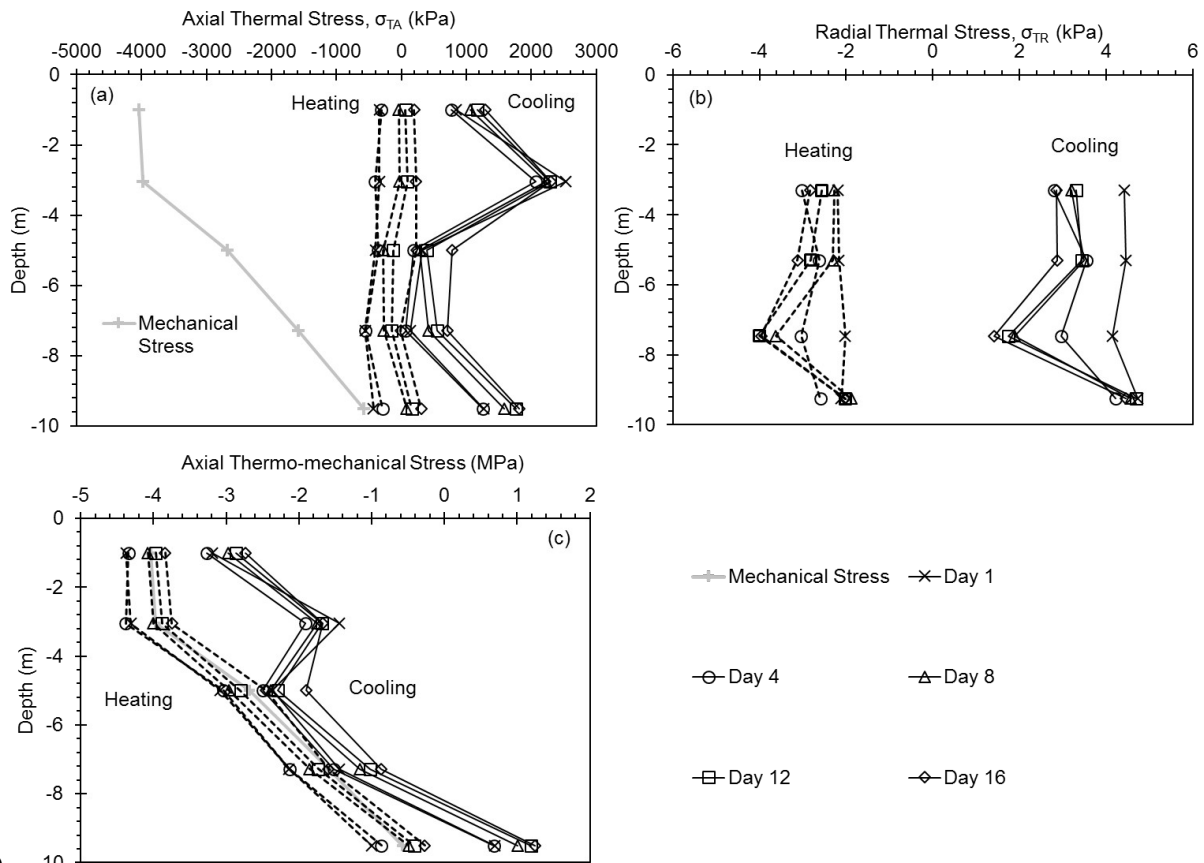 Axial Thermal Stress, σTA (kPa)
-5000 -4000 -3000 -2000 -1000 0 1000 2000 3000
0
-2
-4
-6
-8
-10
Depth (m)
(a)
Heating
Cooling
Mechanical
Stress
Radial Thermal Stress, σTR (kPa)
-6 -4 -2 0 2 4 6
0
-2
-4
-6
-8
-10
Depth (m)
(b)
Heating
Cooling
Axial Thermo-mechanical Stress (MPa)
-5 -4 -3 -2 -1 0 1 2
0
-2
-4
-6
-8
-10
Depth (m)
(c)
Heating
Cooling
Mechanical Stress
Day 1
Day 4
Day 8
Day 12
Day 16